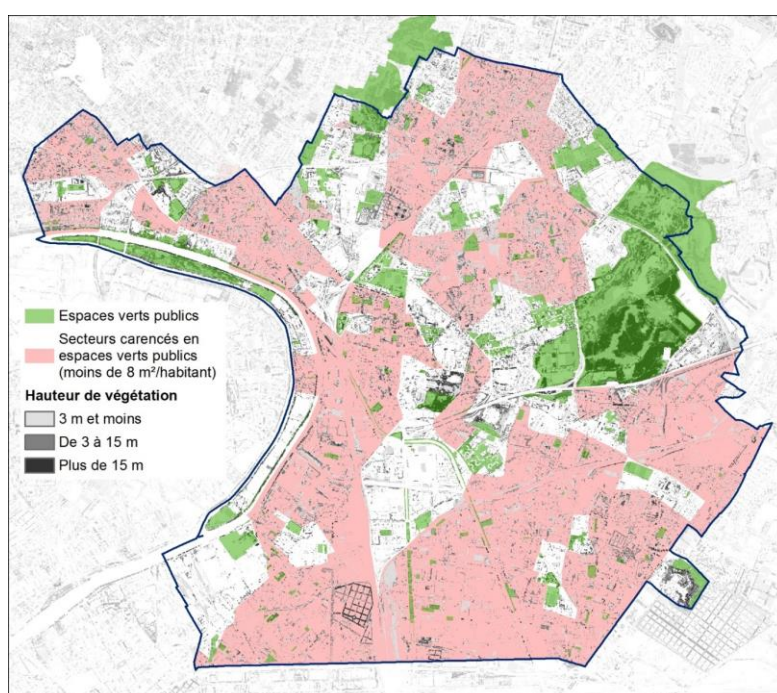 Espaces verts publics
Secteurs carencés en
espaces verts publics
(moins de 8 m²/habitant)
Hauteur de végétation
3 m et moins
De 3 à 15 m
Plus de 15 m